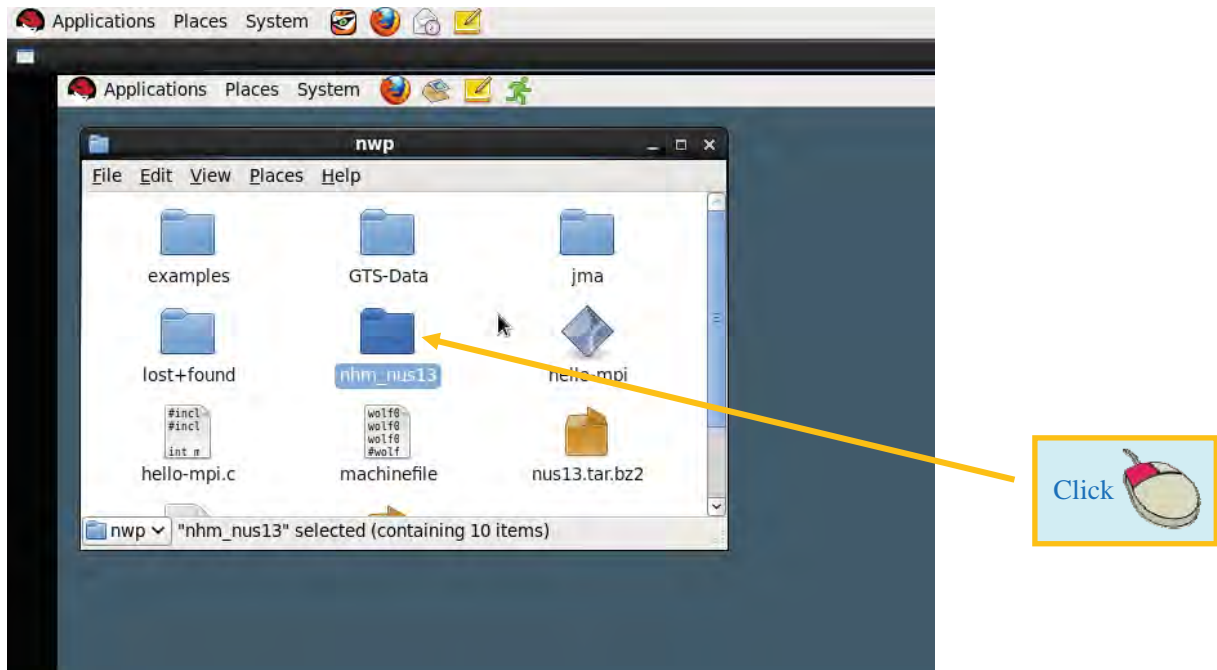 Applications Places System
Applications Places System
nwp
File Edit View Places Help
examples
GTS-Data
jma
lost+found
nhm_nus13
hello-mpi
#incl
#incl
int m
wolf0
wolf0
wolf0
#wolf
hello-mpi.c
machinefile
nus13.tar.bz2
nwp "nhm_nus13" selected (containing 10 items)
Click